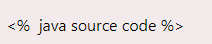 <%  java source code %>